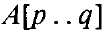 A[p . . q]